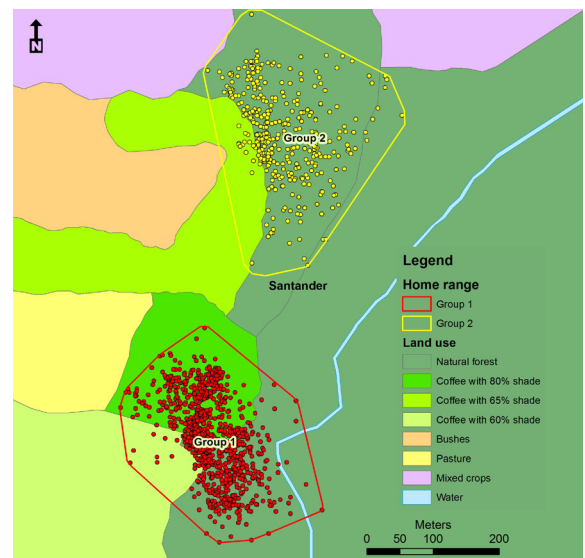 N
Group 2
Santander
Group 1
Legend
Home range
Group 1
Group 2
Land use
Natural forest
Coffee with 80% shade
Coffee with 65% shade
Coffee with 60% shade
Bushes
Pasture
Mixed crops
Water
Meters
0 50 100 200